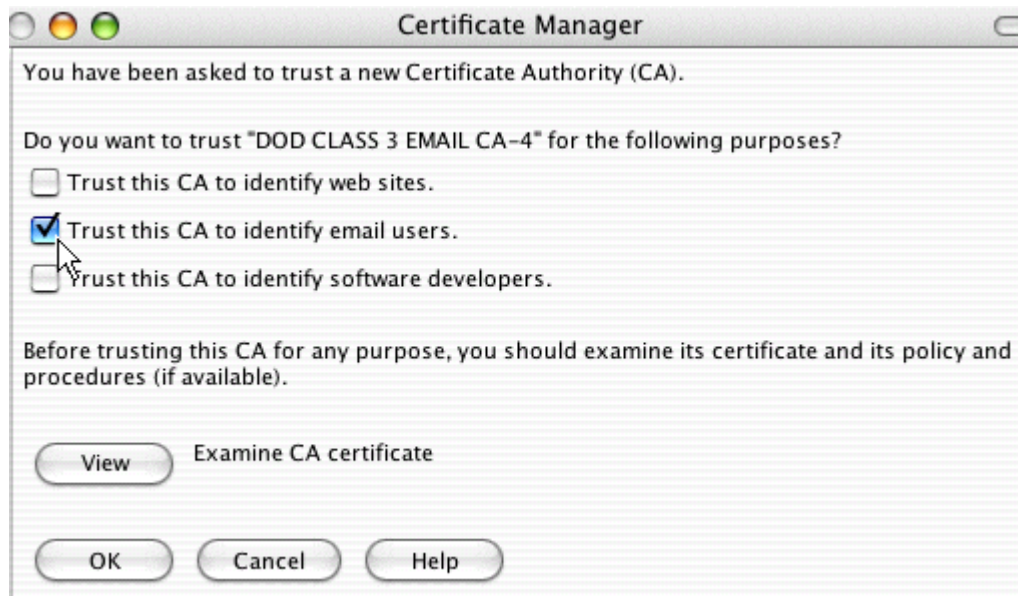 Certificate Manager
You have been asked to trust a new Certificate Authority (CA).
Do you want to trust "DOD CLASS 3 EMAIL CA-4" for the following purposes?
Trust this CA to identify web sites.
Trust this CA to identify email users.
Trust this CA to identify software developers.
Before trusting this CA for any purpose, you should examine its certificate and its policy and
procedures (if available).
View Examine CA certificate
OK Cancel Help